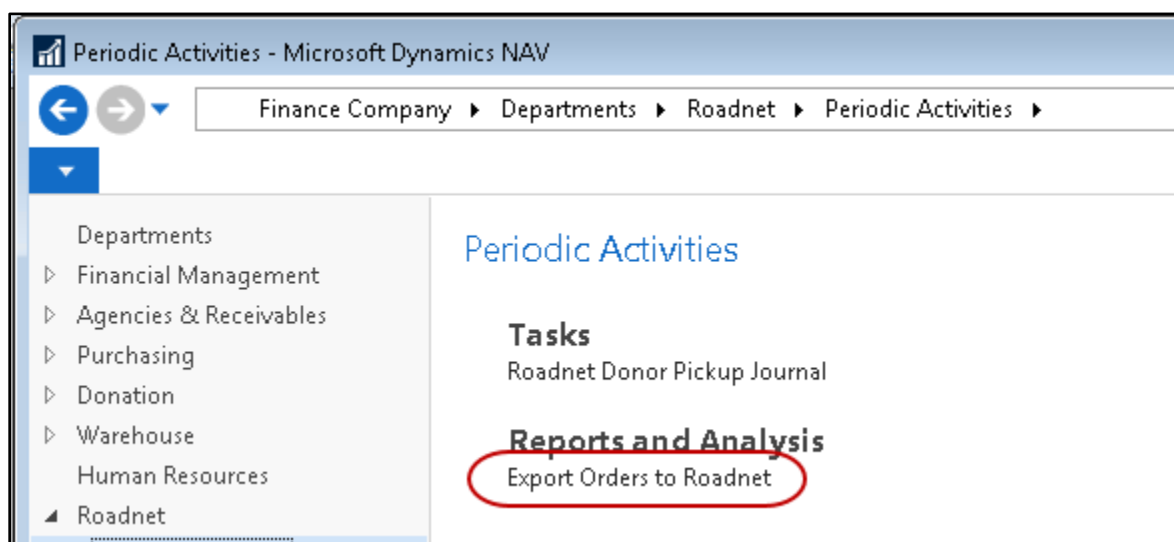 Periodic Activities - Microsoft Dynamics NAV
Finance Company ▸ Departments ▸ Roadnet ▸ Periodic Activities ▸
Departments
Financial Management
Agencies & Receivables
Purchasing
Donation
Warehouse
Human Resources
Roadnet
Periodic Activities
Tasks
Roadnet Donor Pickup Journal
Reports and Analysis
Export Orders to Roadnet